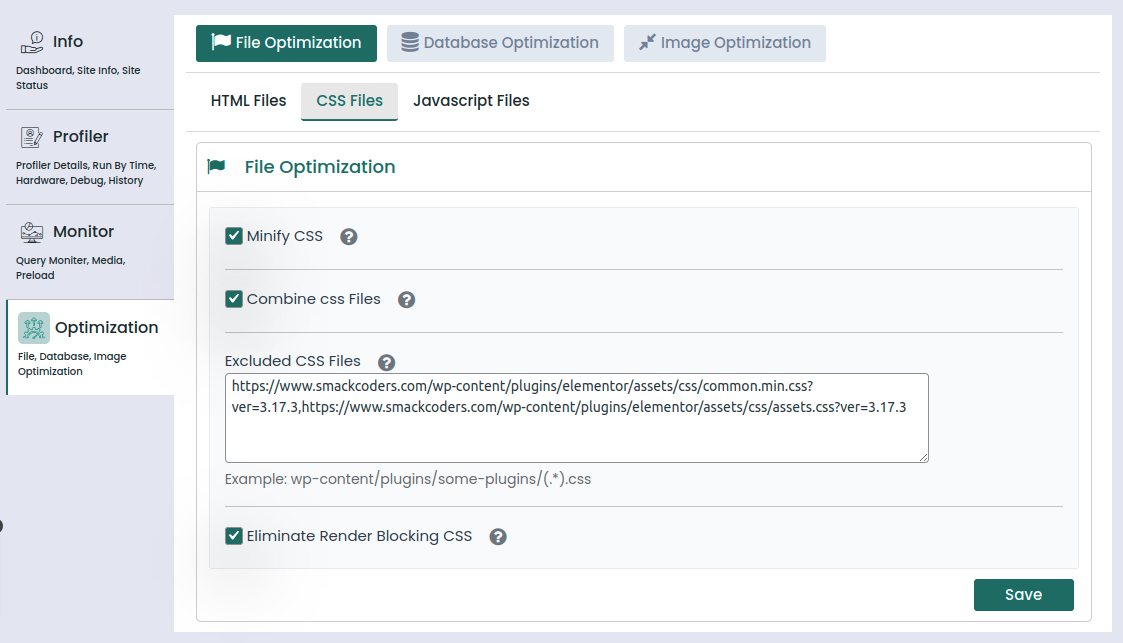 Info
Dashboard, Site Info, Site
Status
Profiler
Profiler Details, Run By Time,
Hardware, Debug, History
Monitor
Query Moniter, Media,
Preload
Optimization
File, Database, Image
Optimization
File Optimization
Database Optimization
Image Optimization
HTML Files
CSS Files
Javascript Files
File Optimization
Minify CSS ?
Combine css Files ?
Excluded CSS Files ?
https://www.smackcoders.com/wp-content/plugins/elementor/assets/css/common.min.css?
ver=3.17.3,https://www.smackcoders.com/wp-content/plugins/elementor/assets/css/assets.css?ver=3.17.3
Example: wp-content/plugins/some-plugins/(.*).css
Eliminate Render Blocking CSS ?
Save